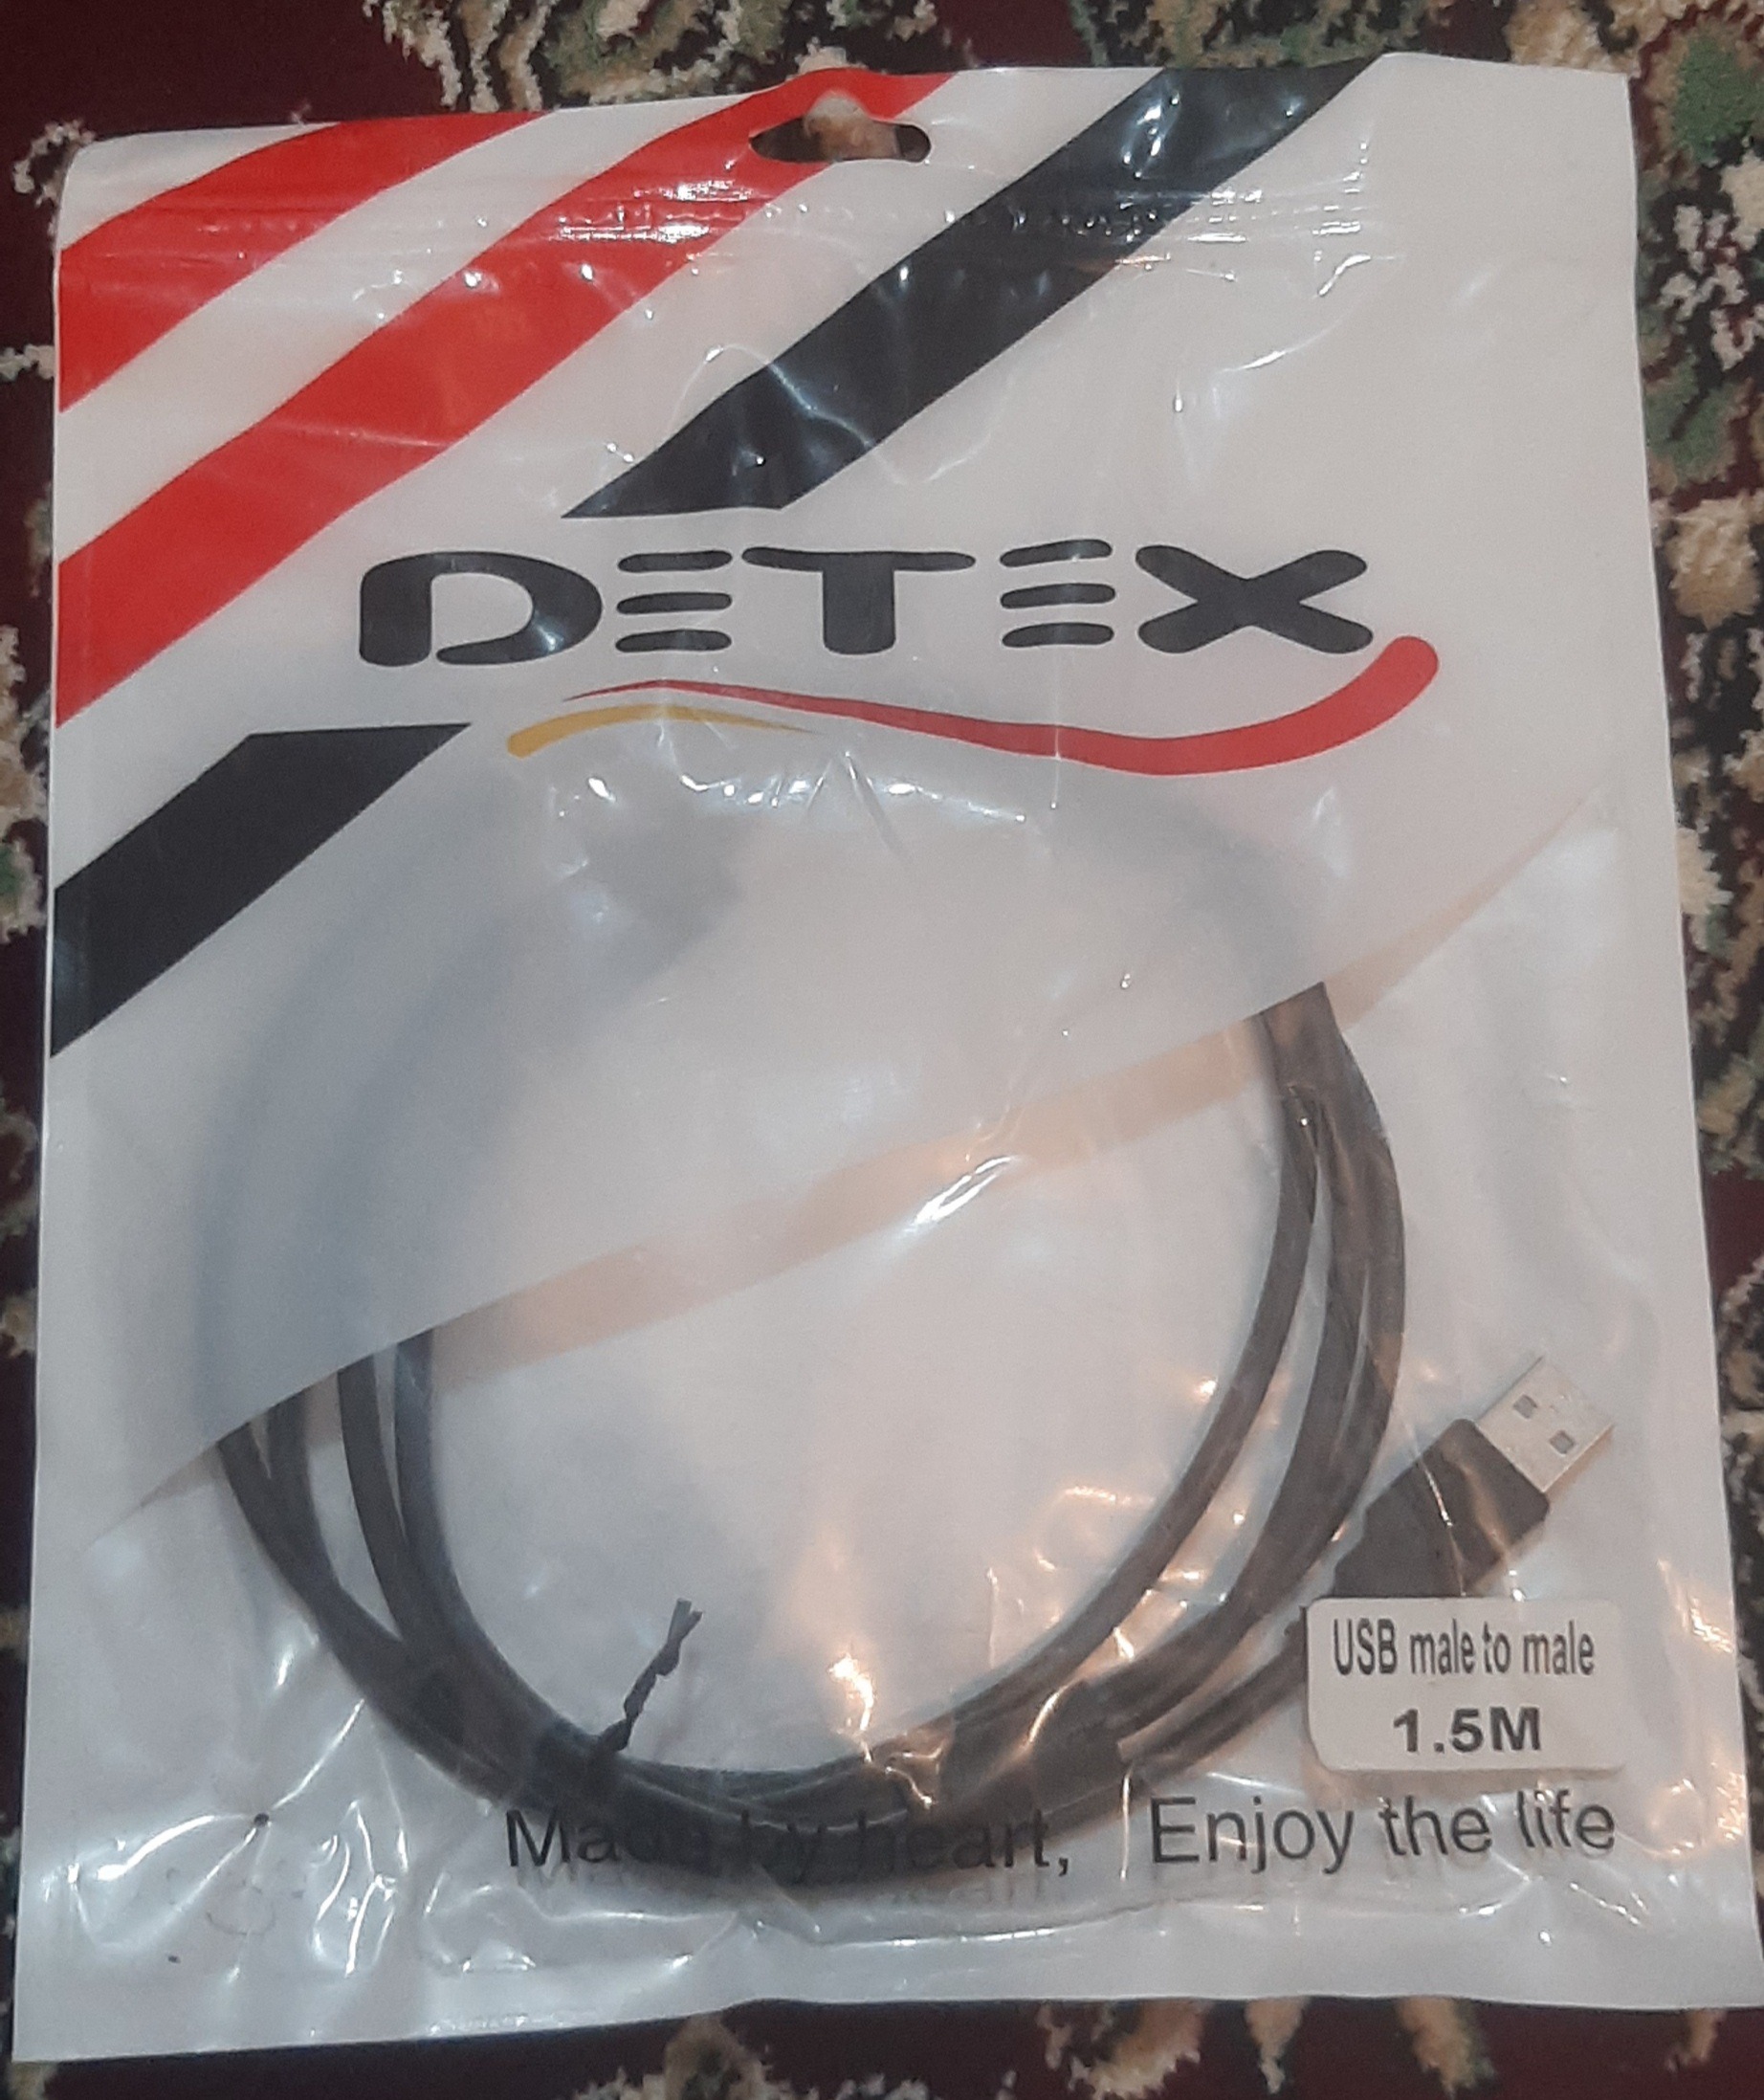 DETEX
USB male to male
1.5M
Made by heart, Enjoy the life